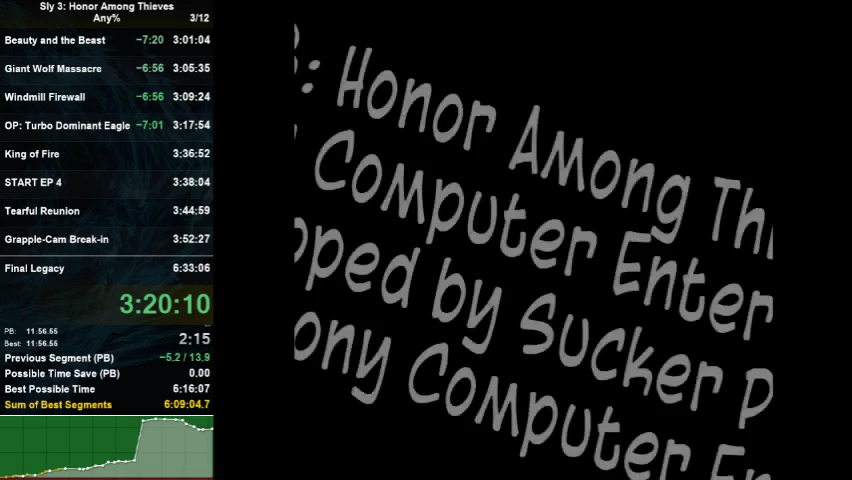 Sly 3: Honor Among Thieves
Any% 3/12
Beauty and the Beast −7:20 3:01:04
Giant Wolf Massacre −6:56 3:05:35
Windmill Firewall −6:56 3:09:24
OP: Turbo Dominant Eagle −7:01 3:17:54
King of Fire 3:36:52
START EP 4 3:38:04
Tearful Reunion 3:44:59
Grapple-Cam Break-in 3:52:27
Final Legacy 6:33:06
3:20:10
PB: 11:56.55
Best: 11:56.55
2:15
Previous Segment (PB) −5.2 / 13.9
Possible Time Save (PB) 0.00
Best Possible Time 6:16:07
Sum of Best Segments 6:09:04.7
: Honor Among Thi
Computer Enter
pped by Sucker P
ony Computer En